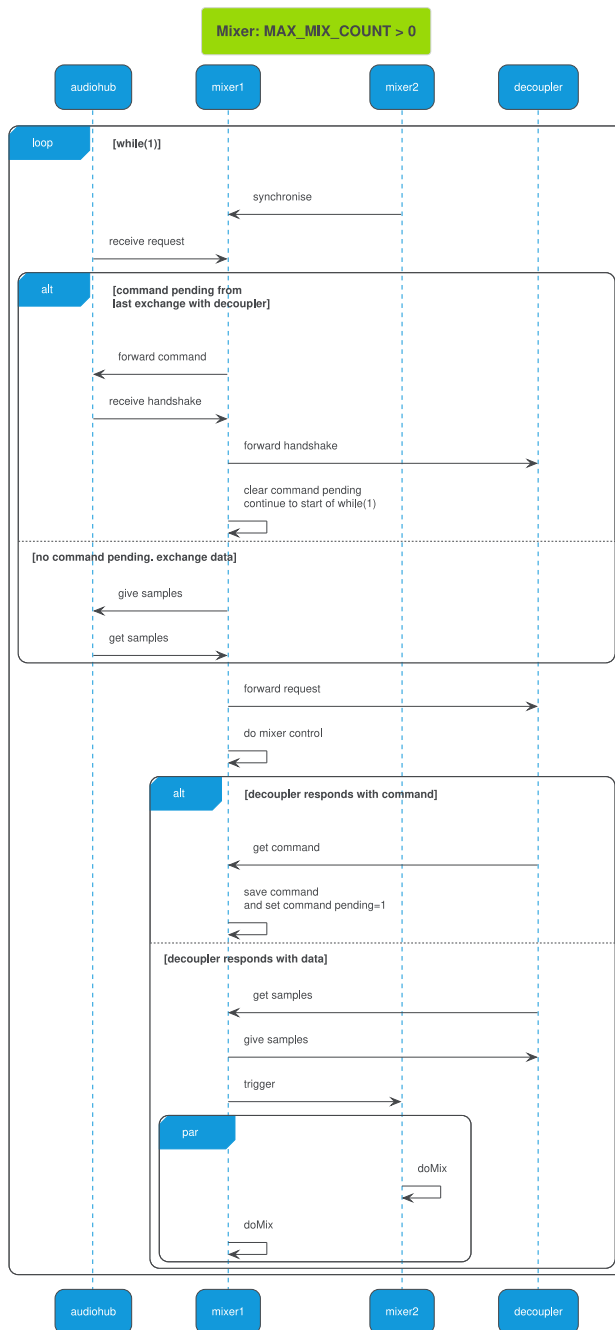 Mixer: MAX_MIX_COUNT > 0
audiohub
mixer1
mixer2
decoupler
loop
[while(1)]
synchronise
receive request
alt
[command pending from
last exchange with decoupler]
forward command
receive handshake
forward handshake
clear command pending
continue to start of while(1)
[no command pending. exchange data]
give samples
get samples
forward request
do mixer control
alt
[decoupler responds with command]
get command
save command
and set command pending=1
[decoupler responds with data]
get samples
give samples
trigger
par
doMix
doMix
audiohub
mixer1
mixer2
decoupler